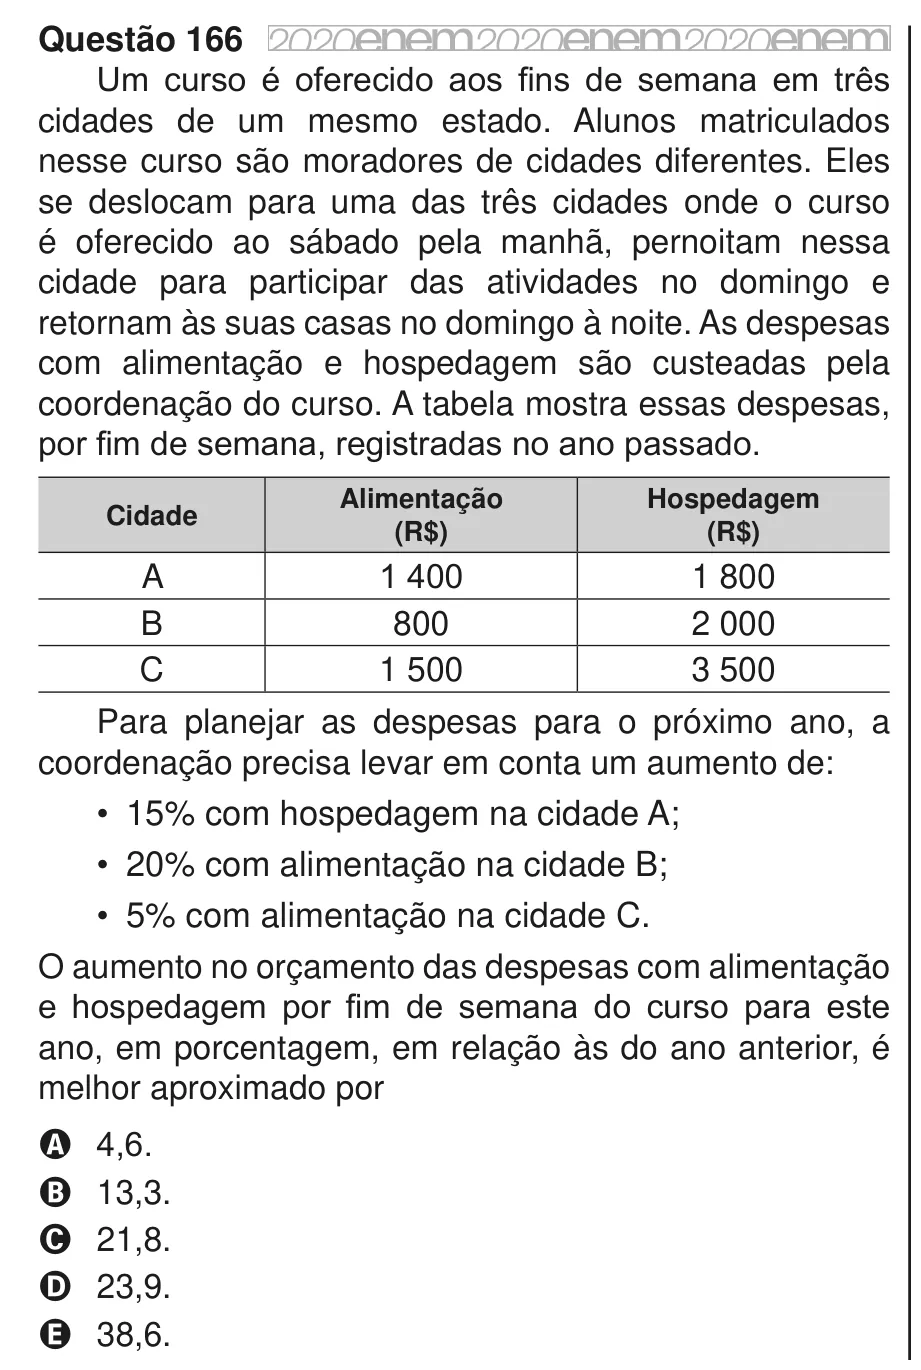 Questão 166 2020enem2020enem2020enem
Um curso é oferecido aos fins de semana em três
cidades de um mesmo estado. Alunos matriculados
nesse curso são moradores de cidades diferentes. Eles
se deslocam para uma das três cidades onde o curso
é oferecido ao sábado pela manhã, pernoitam nessa
cidade para participar das atividades no domingo e
retornam às suas casas no domingo à noite. As despesas
com alimentação e hospedagem são custeadas pela
coordenação do curso. A tabela mostra essas despesas,
por fim de semana, registradas no ano passado.
Cidade Alimentação (R$) Hospedagem (R$)
A 1 400 1 800
B 800 2 000
C 1 500 3 500
Para planejar as despesas para o próximo ano, a
coordenação precisa levar em conta um aumento de:
• 15% com hospedagem na cidade A;
• 20% com alimentação na cidade B;
• 5% com alimentação na cidade C.
O aumento no orçamento das despesas com alimentação
e hospedagem por fim de semana do curso para este
ano, em porcentagem, em relação às do ano anterior, é
melhor aproximado por
A 4,6.
B 13,3.
C 21,8.
D 23,9.
E 38,6.